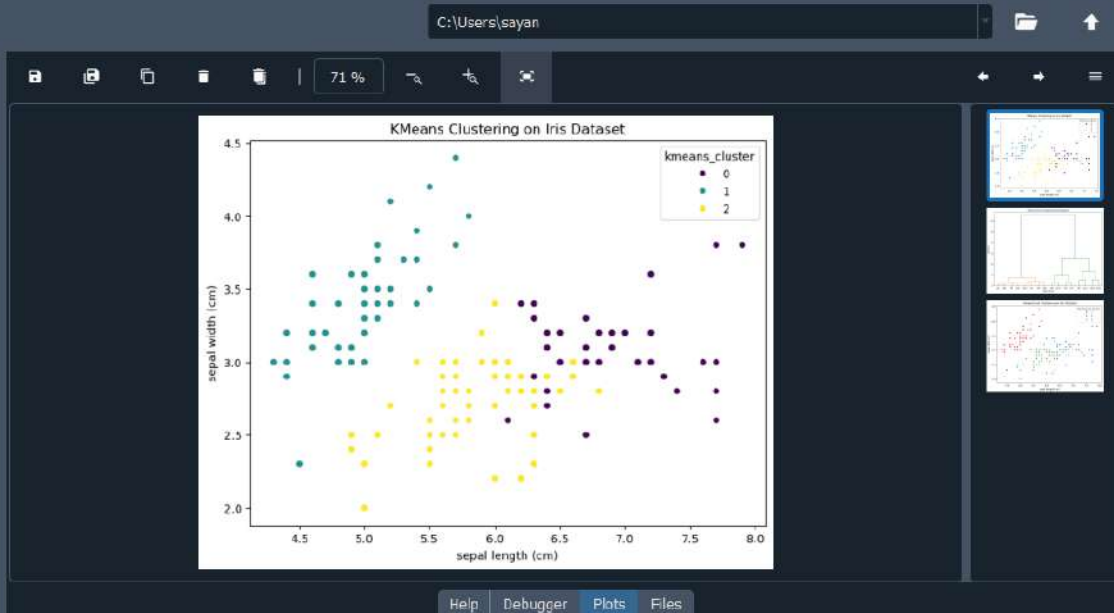 C:\Users\sayan
71 %
KMeans Clustering on Iris Dataset
kmeans_cluster
0
1
2
4.5
4.0
3.5
3.0
2.5
2.0
sepal width (cm)
4.5 5.0 5.5 6.0 6.5 7.0 7.5 8.0
sepal length (cm)
Help Debugger Plots Files